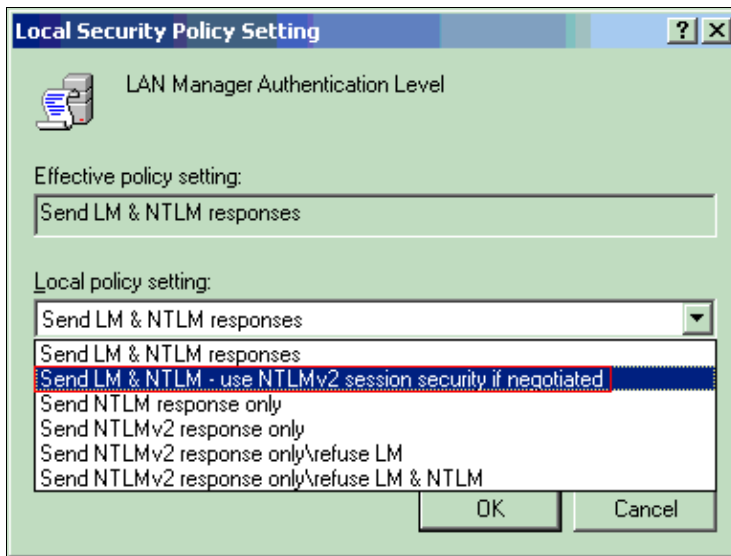 Local Security Policy Setting
LAN Manager Authentication Level
Effective policy setting:
Send LM & NTLM responses
Local policy setting:
Send LM & NTLM responses
Send LM & NTLM responses
Send LM & NTLM - use NTLMv2 session security if negotiated
Send NTLM response only
Send NTLMv2 response only
Send NTLMv2 response only\refuse LM
Send NTLMv2 response only\refuse LM & NTLM
OK Cancel